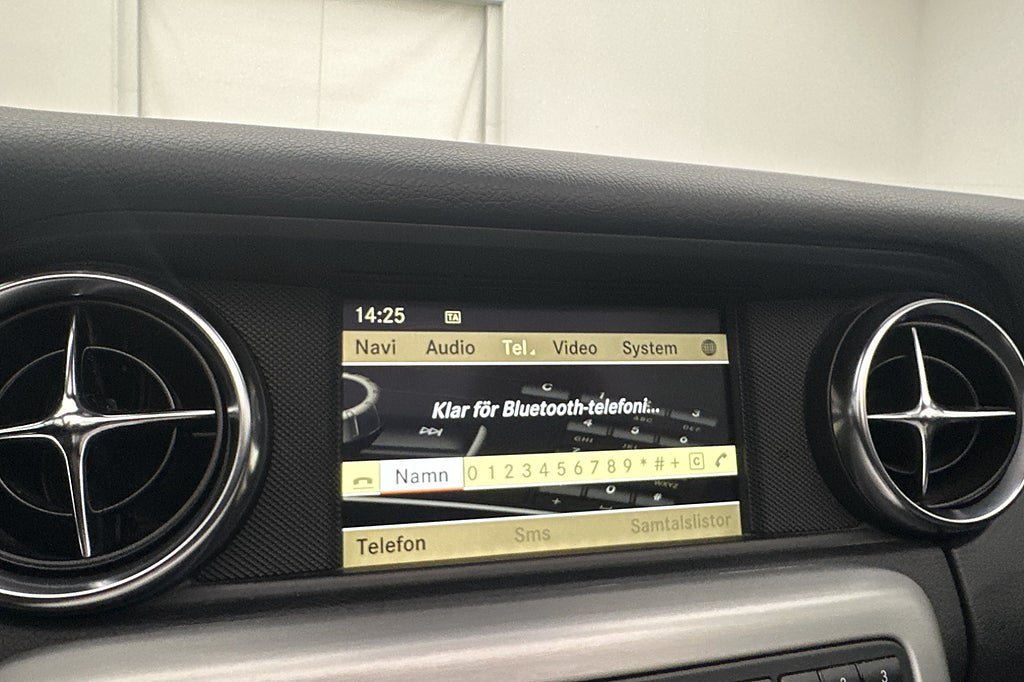 14:25 TA
Navi Audio Tel Video System
Klar för Bluetooth-telefoni...
Namn 0 1 2 3 4 5 6 7 8 9 * # + C
Telefon Sms Samtalslistor
3